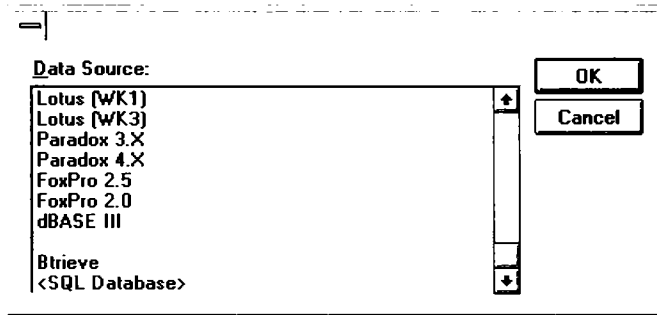 Data Source:
Lotus (WK1)
Lotus (WK3)
Paradox 3.X
Paradox 4.X
FoxPro 2.5
FoxPro 2.0
dBASE III
Btrieve
<SQL Database>
OK
Cancel